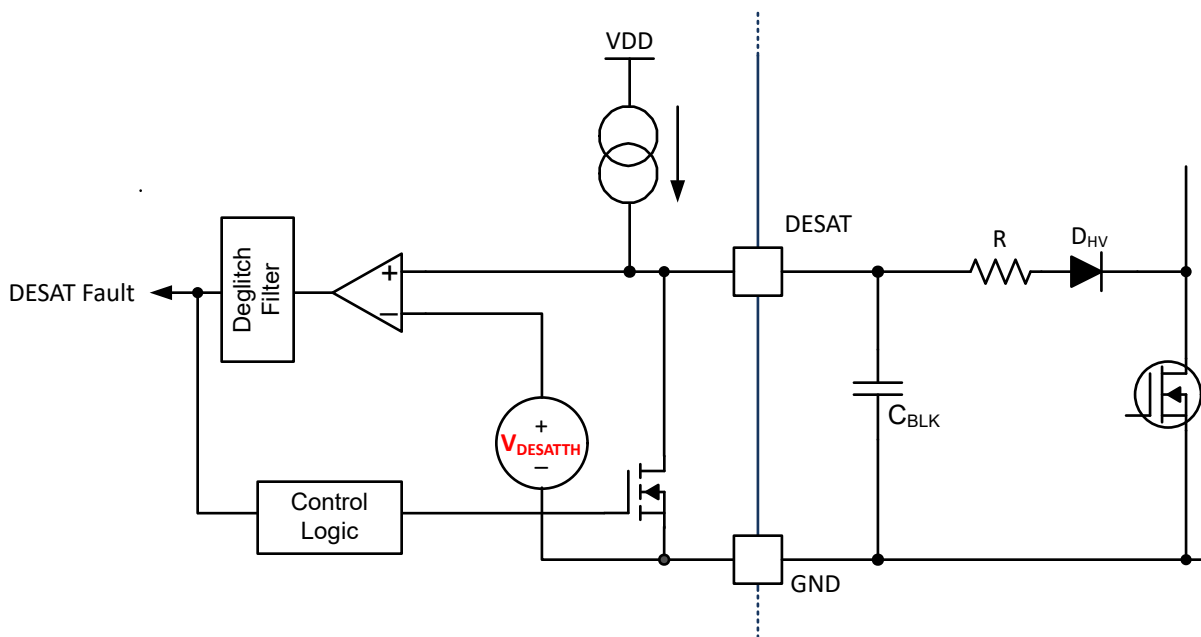 VDD
DESAT
R
DHV
DESAT Fault
Deglitch
Filter
+
−
+
VDESATTH
−
CBLK
Control
Logic
GND